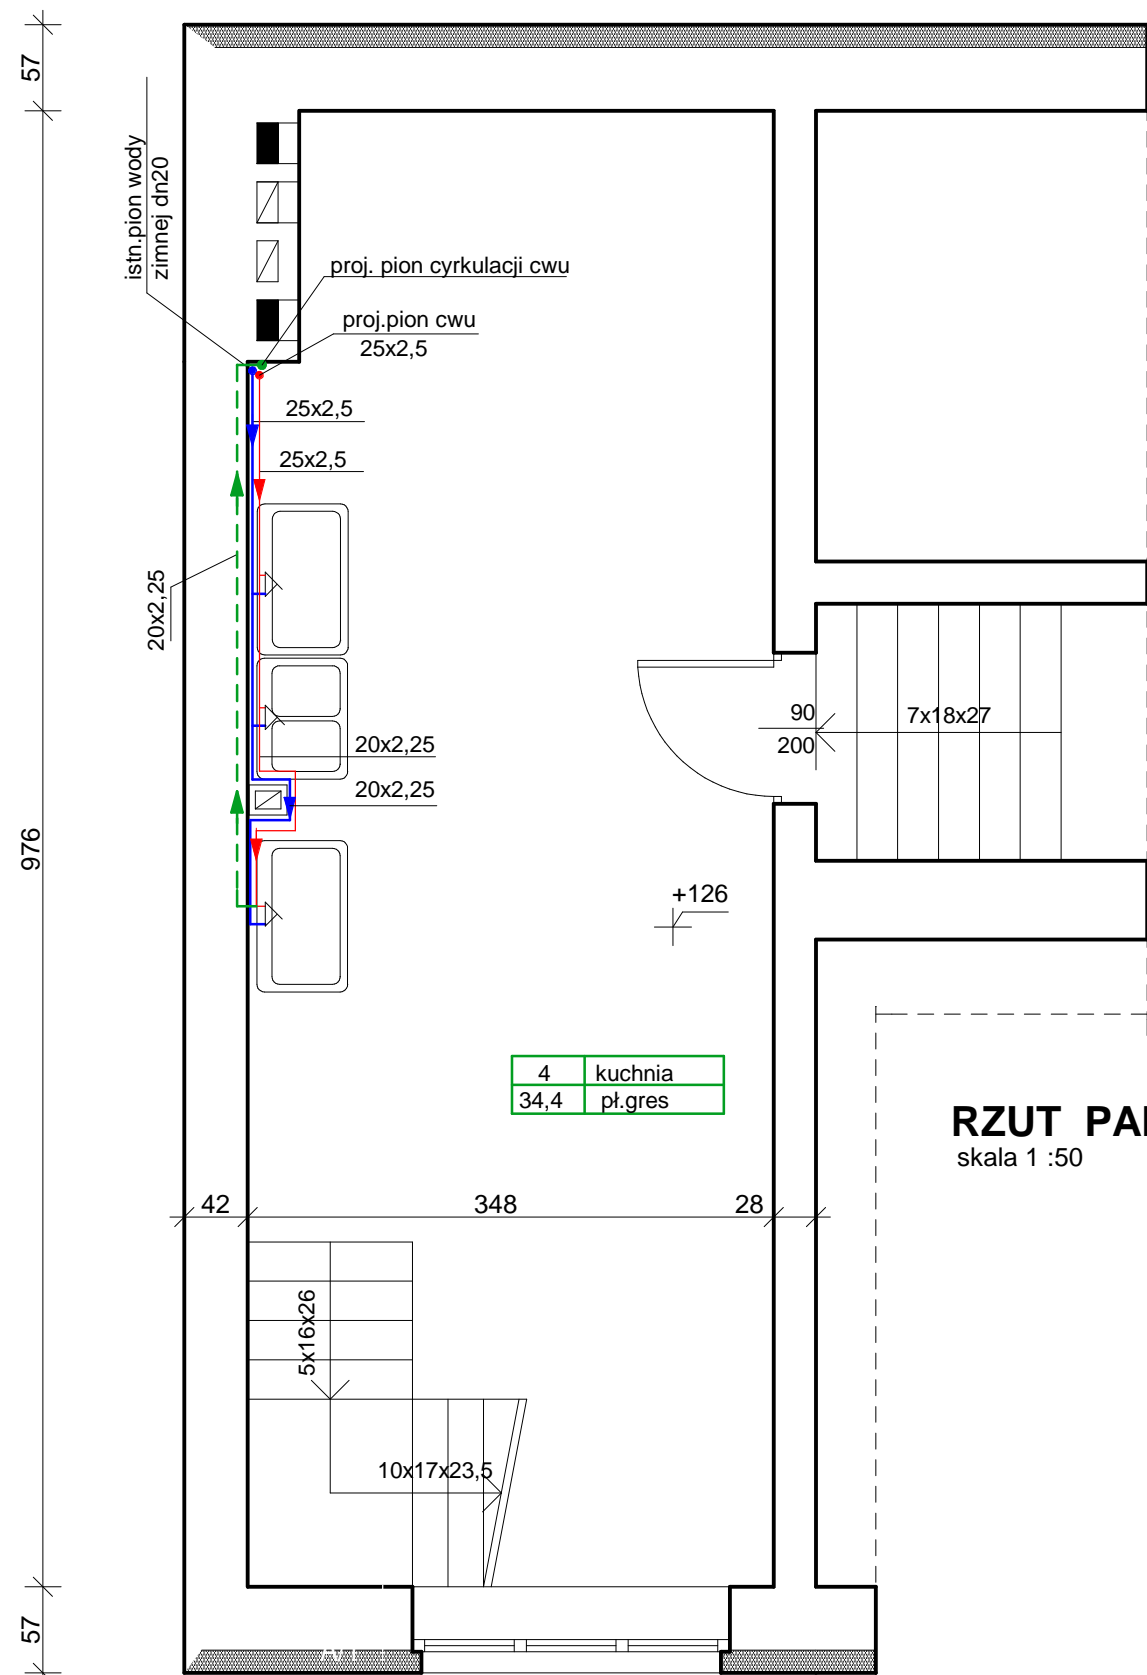 57
istn.pion wody
zimnej dn20
proj. pion cyrkulacji cwu
proj.pion cwu
25x2,5
25x2,5
25x2,5
20x2,25
20x2,25
20x2,25
90
200
7x18x27
976
+126
4 kuchnia
34,4 pł.gres
RZUT
skala 1 :50
42
348
28
5x16x26
10x17x23,5
57